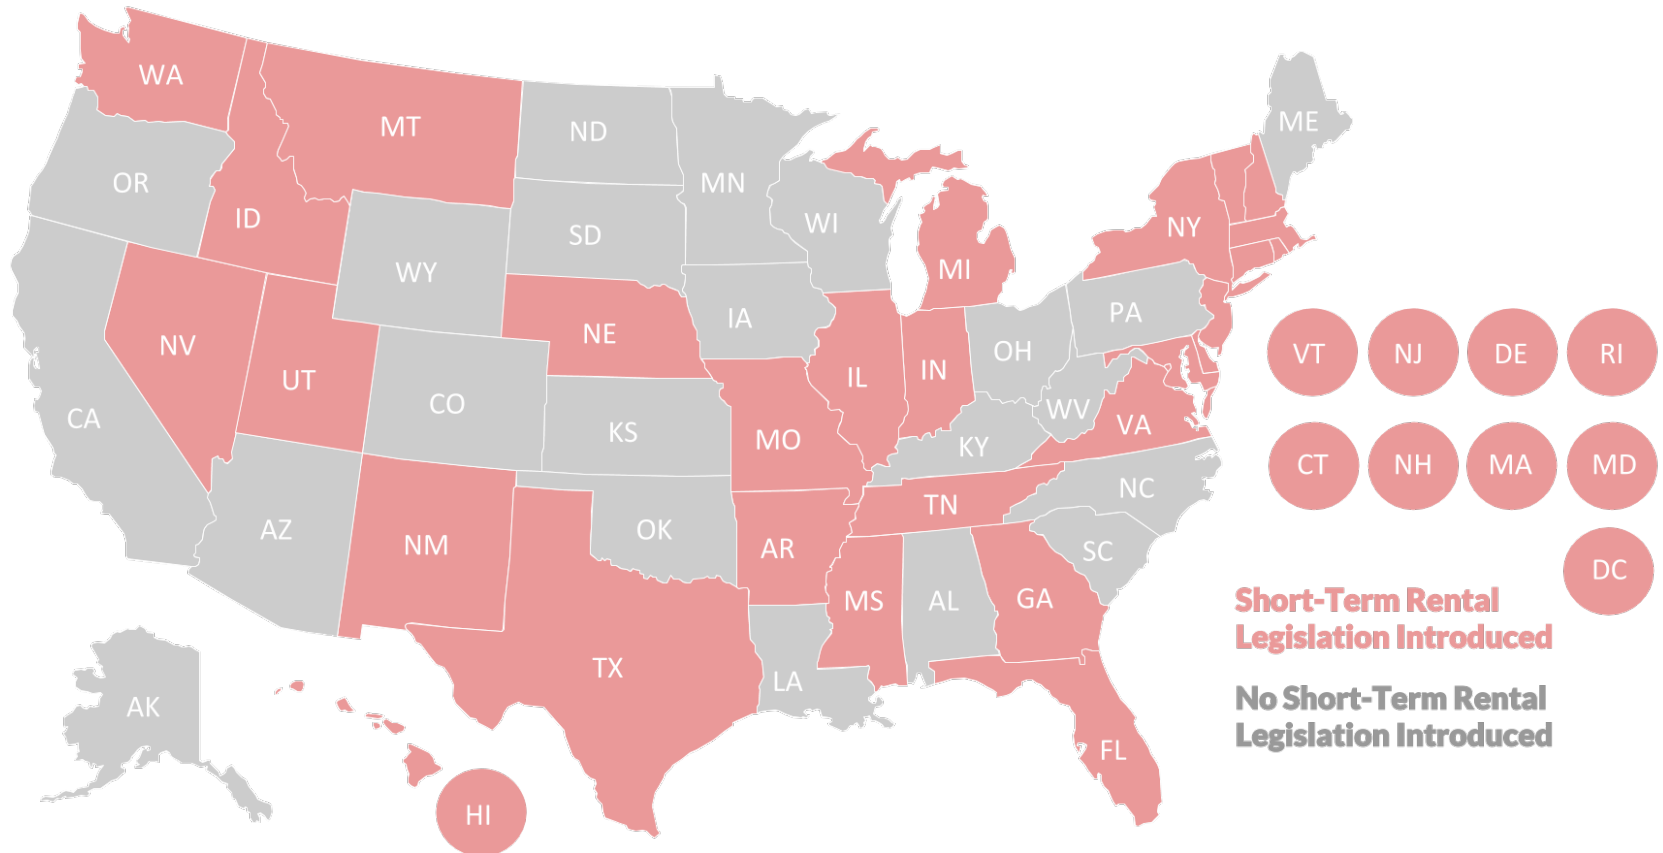 WA
MT
ND
ME
OR
ID
MN
WI
NY
SD
WY
MI
PA
IA
NE
NV
OH
VT
NJ
DE
RI
UT
IL
IN
CO
CA
KS
MO
WV
VA
KY
CT
NH
MA
MD
NC
TN
AZ
OK
NM
AR
SC
DC
MS
AL
GA
Short-Term Rental
Legislation Introduced
TX
LA
AK
No Short-Term Rental
Legislation Introduced
FL
HI